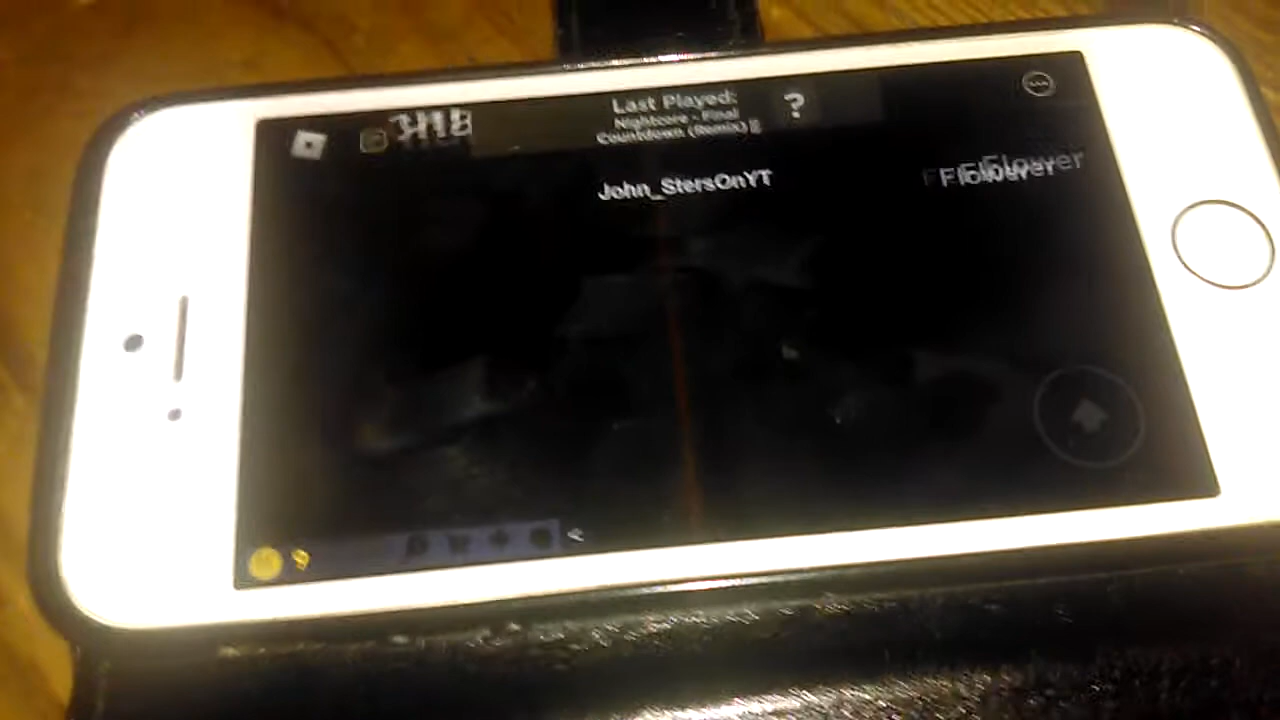 Last Played:
Nightcore - Final
Countdown (Remix)
?
John_StersOnYT
Flower